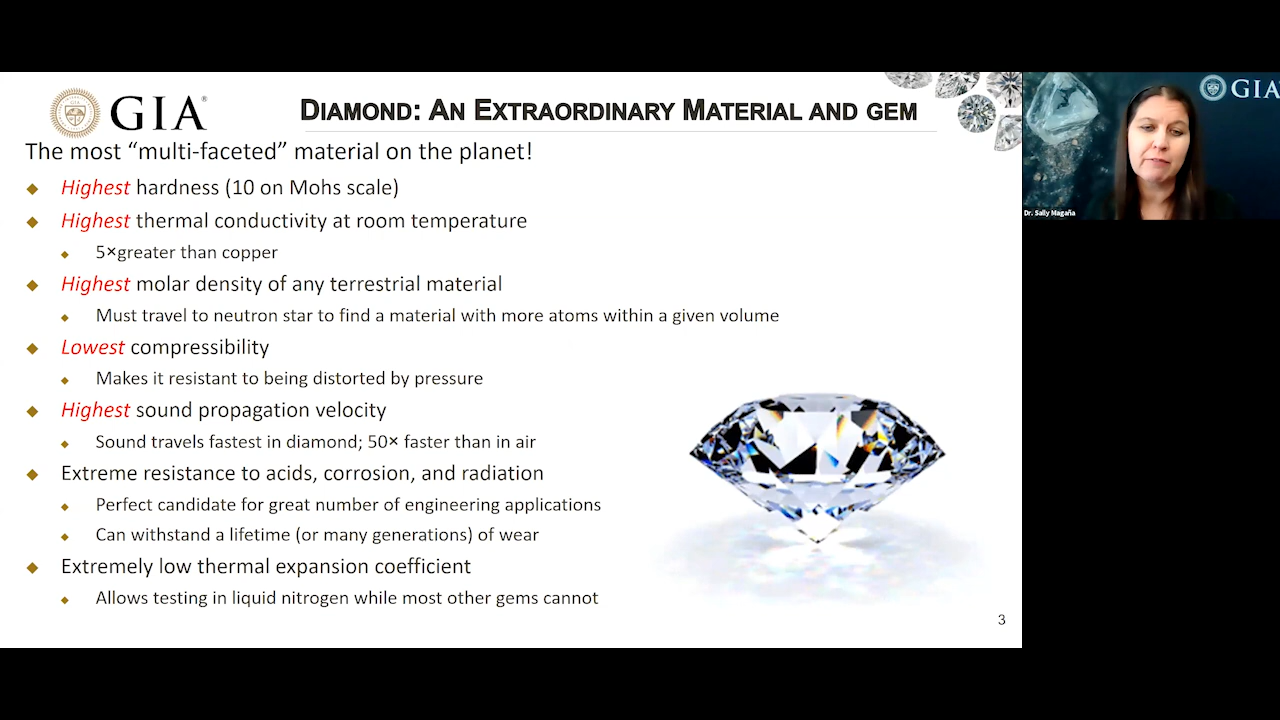 GIA®
DIAMOND: AN EXTRAORDINARY MATERIAL AND GEM
The most “multi-faceted” material on the planet!
Highest hardness (10 on Mohs scale)
Highest thermal conductivity at room temperature
5×greater than copper
Highest molar density of any terrestrial material
Must travel to neutron star to find a material with more atoms within a given volume
Lowest compressibility
Makes it resistant to being distorted by pressure
Highest sound propagation velocity
Sound travels fastest in diamond; 50× faster than in air
Extreme resistance to acids, corrosion, and radiation
Perfect candidate for great number of engineering applications
Can withstand a lifetime (or many generations) of wear
Extremely low thermal expansion coefficient
Allows testing in liquid nitrogen while most other gems cannot
3
GIA
Dr. Sally Magaña